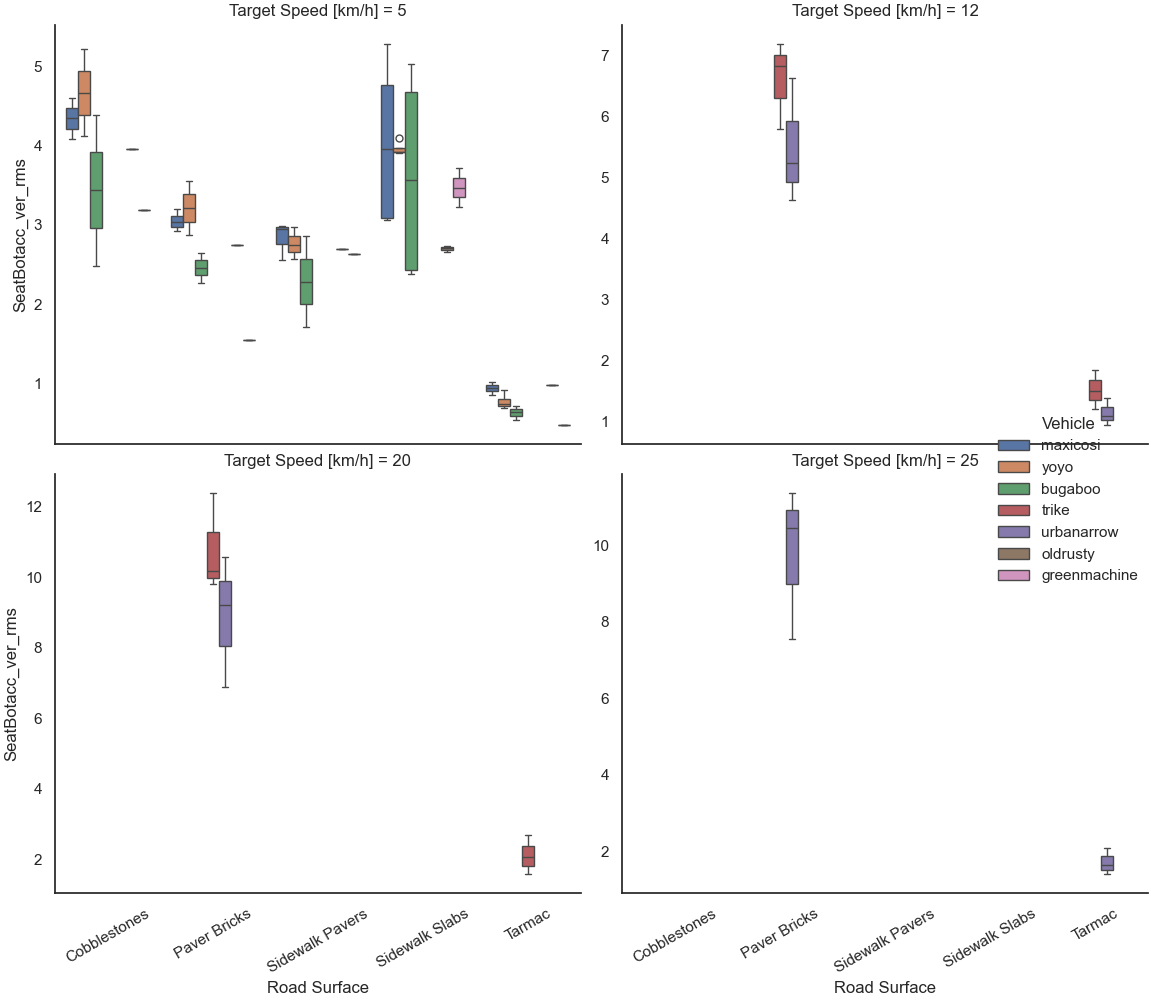 Target Speed [km/h] = 5
Target Speed [km/h] = 12
SeatBotacc_ver_rms
5
4
3
2
1
7
6
5
4
3
2
1
Vehicle
maxicosi
yoyo
bugaboo
trike
urbanarrow
oldrusty
greenmachine
Target Speed [km/h] = 20
Target Speed [km/h] = 25
SeatBotacc_ver_rms
12
10
8
6
4
2
10
8
6
4
2
Cobblestones
Paver Bricks
Sidewalk Pavers
Sidewalk Slabs
Tarmac
Cobblestones
Paver Bricks
Sidewalk Pavers
Sidewalk Slabs
Tarmac
Road Surface
Road Surface